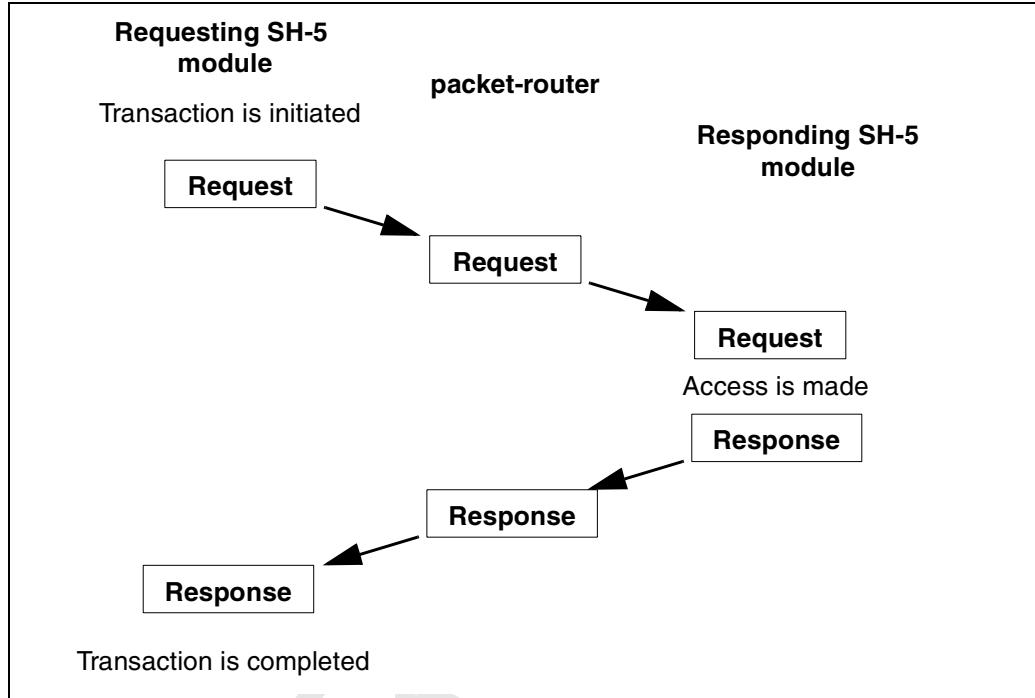 Requesting SH-5
module
packet-router
Transaction is initiated
Responding SH-5
module
Request
Request
Request
Access is made
Response
Response
Response
Transaction is completed